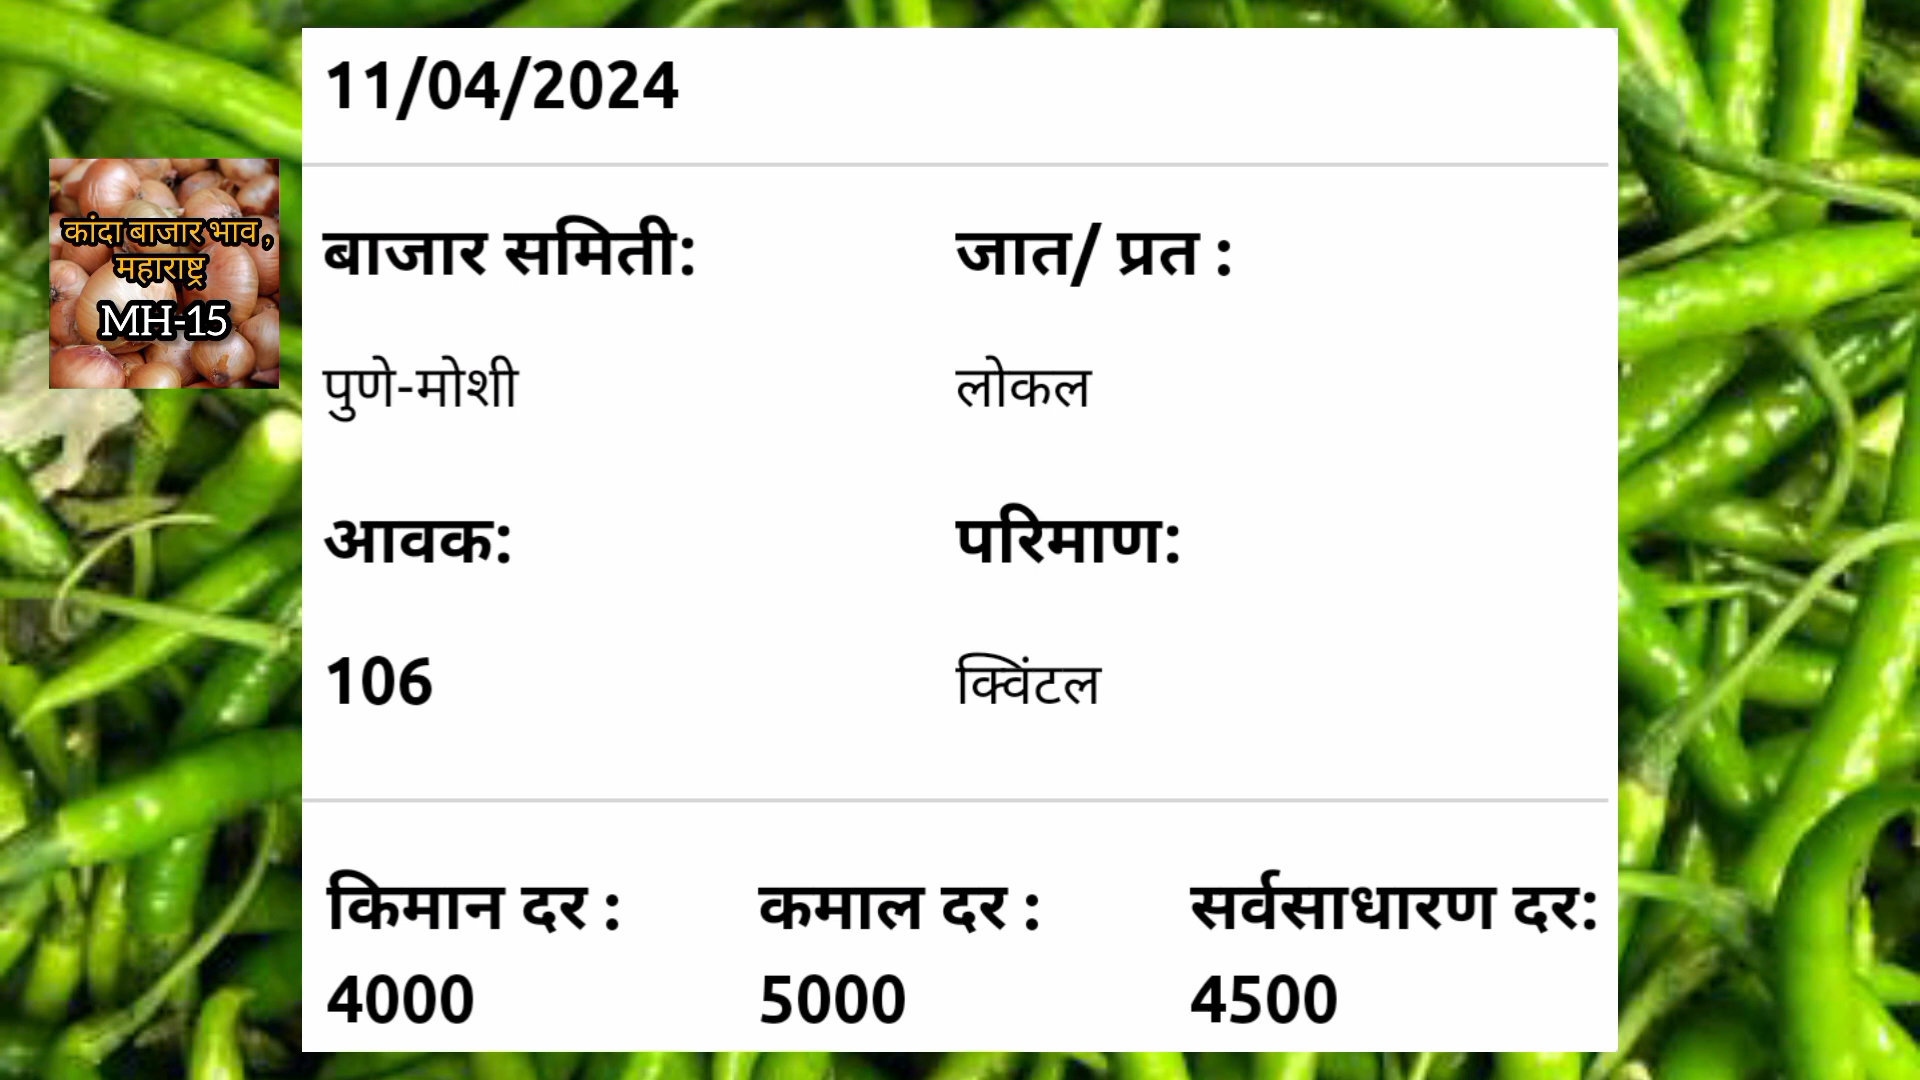 11/04/2024
कांदा बाजार भाव ,
महाराष्ट्र
MH-15
बाजार समिती: जात/ प्रत :
पुणे-मोशी लोकल
आवक: परिमाण:
106 क्विंटल
किमान दर : कमाल दर : सर्वसाधारण दर:
4000 5000 4500